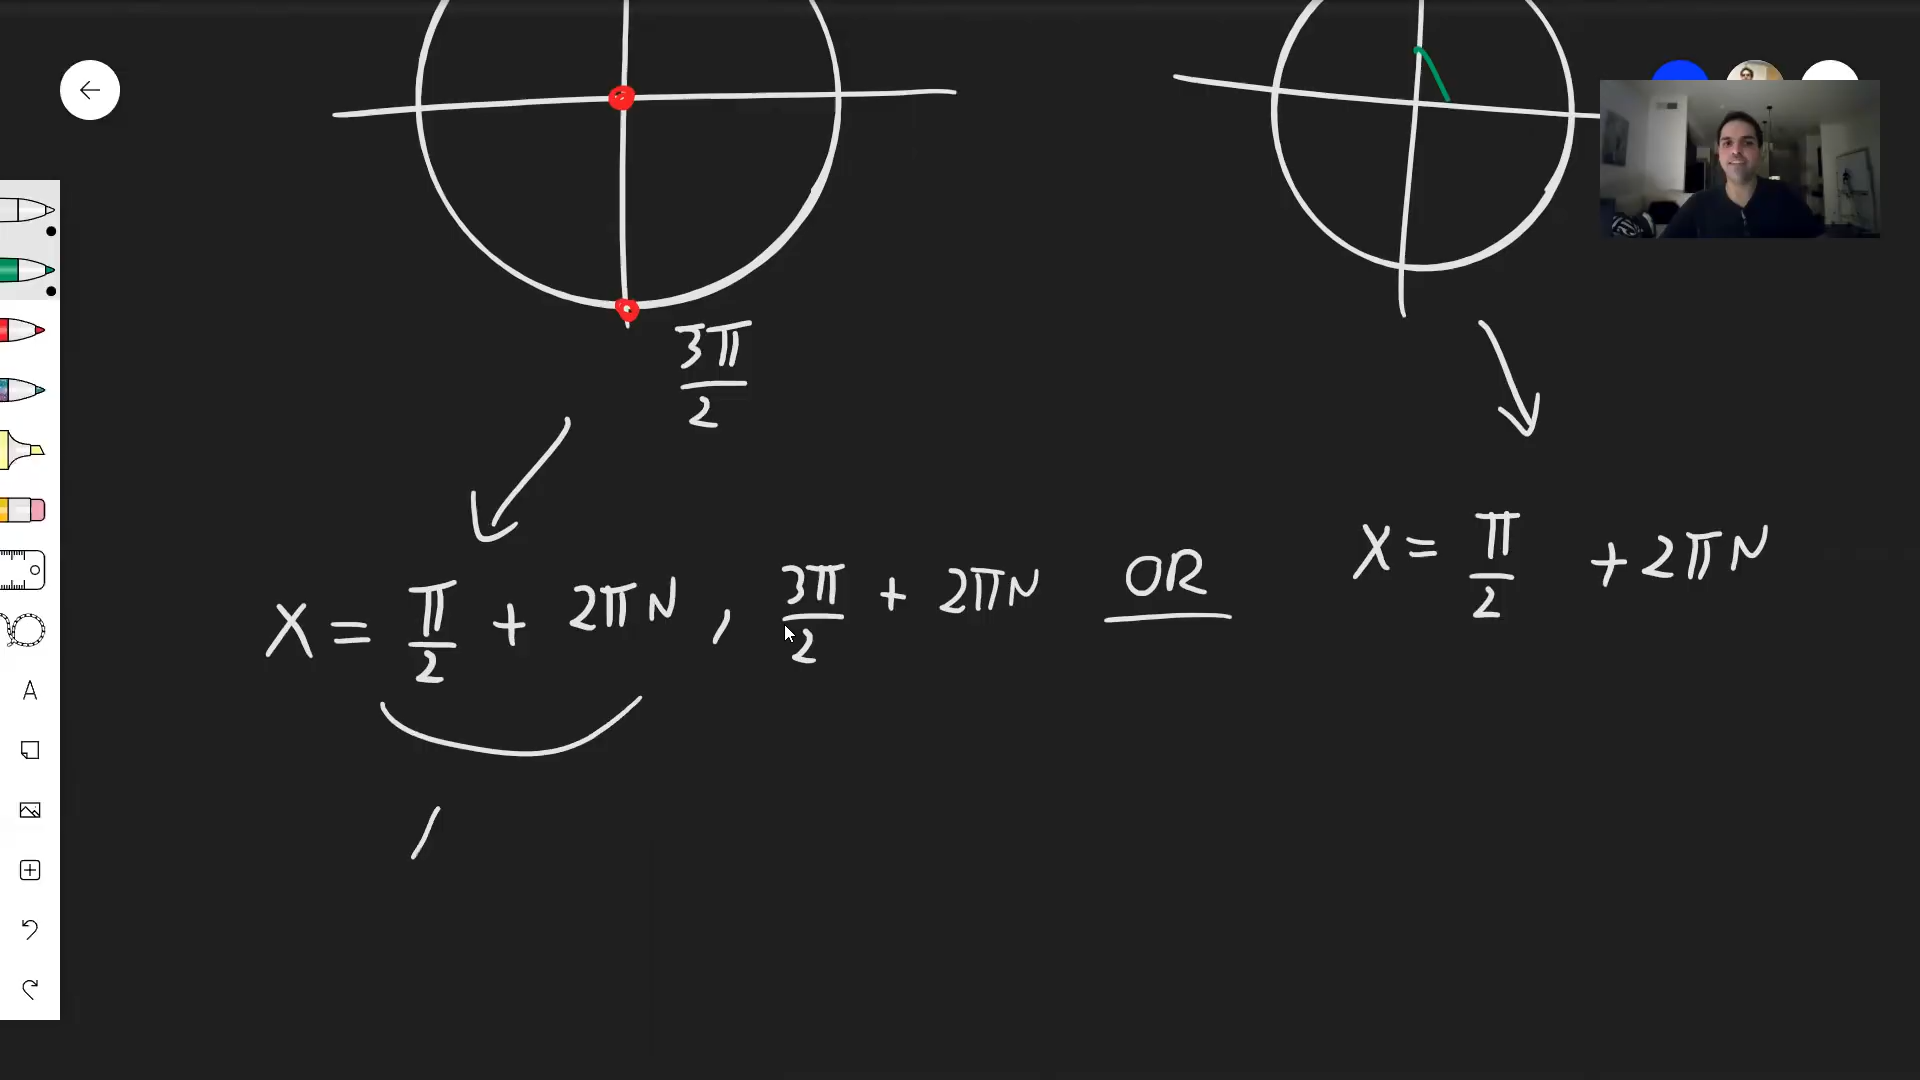 3π/2
X = π/2 + 2πN , 3π/2 + 2πN OR
X = π/2 + 2πN
A